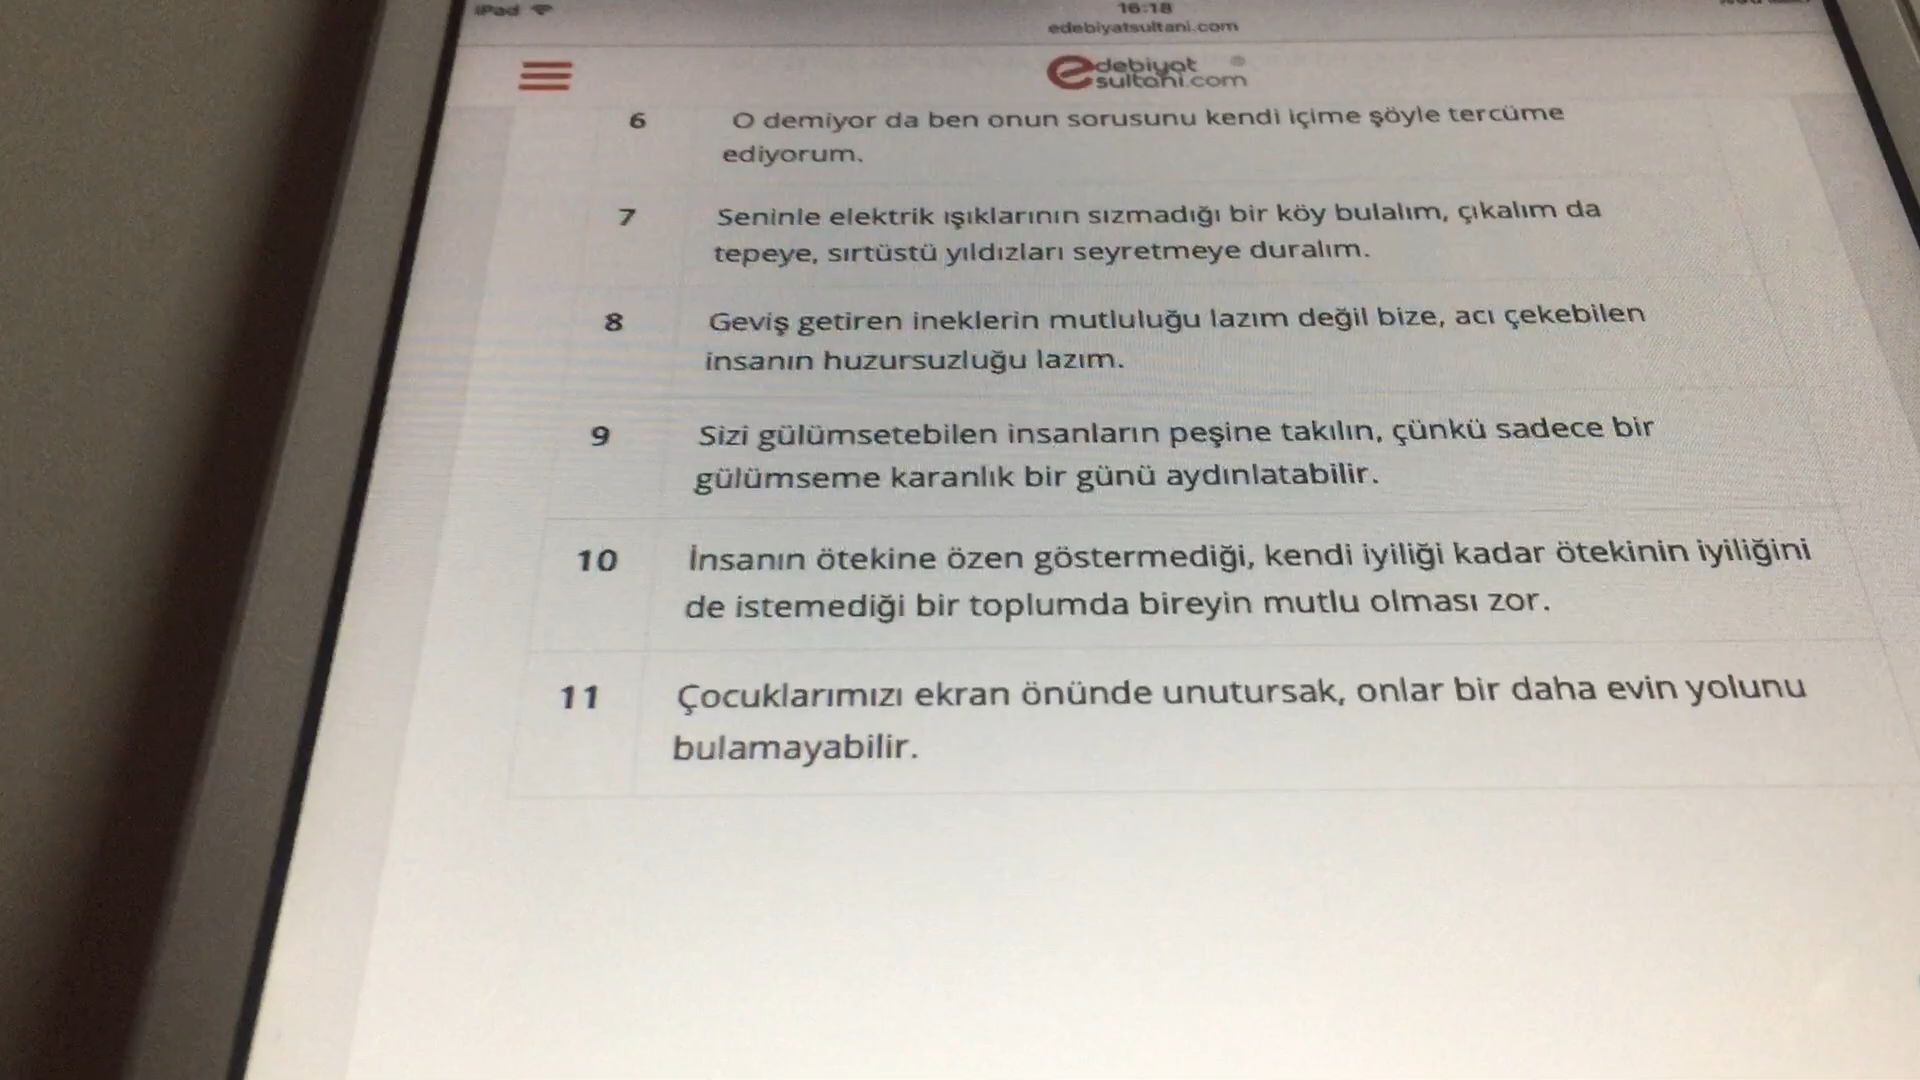 iPad
16:18
edebiyatsultani.com
edebiyat
sultani.com
6 O demiyor da ben onun sorusunu kendi içime şöyle tercüme
ediyorum.
7 Seninle elektrik ışıklarının sızmadığı bir köy bulalım, çıkalım da
tepeye, sırtüstü yıldızları seyretmeye duralım.
8 Geviş getiren ineklerin mutluluğu lazım değil bize, acı çekebilen
insanın huzursuzluğu lazım.
9 Sizi gülümsetebilen insanların peşine takılın, çünkü sadece bir
gülümseme karanlık bir günü aydınlatabilir.
10 İnsanın ötekine özen göstermediği, kendi iyiliği kadar ötekinin iyiliğini
de istemediği bir toplumda bireyin mutlu olması zor.
11 Çocuklarımızı ekran önünde unutursak, onlar bir daha evin yolunu
bulamayabilir.